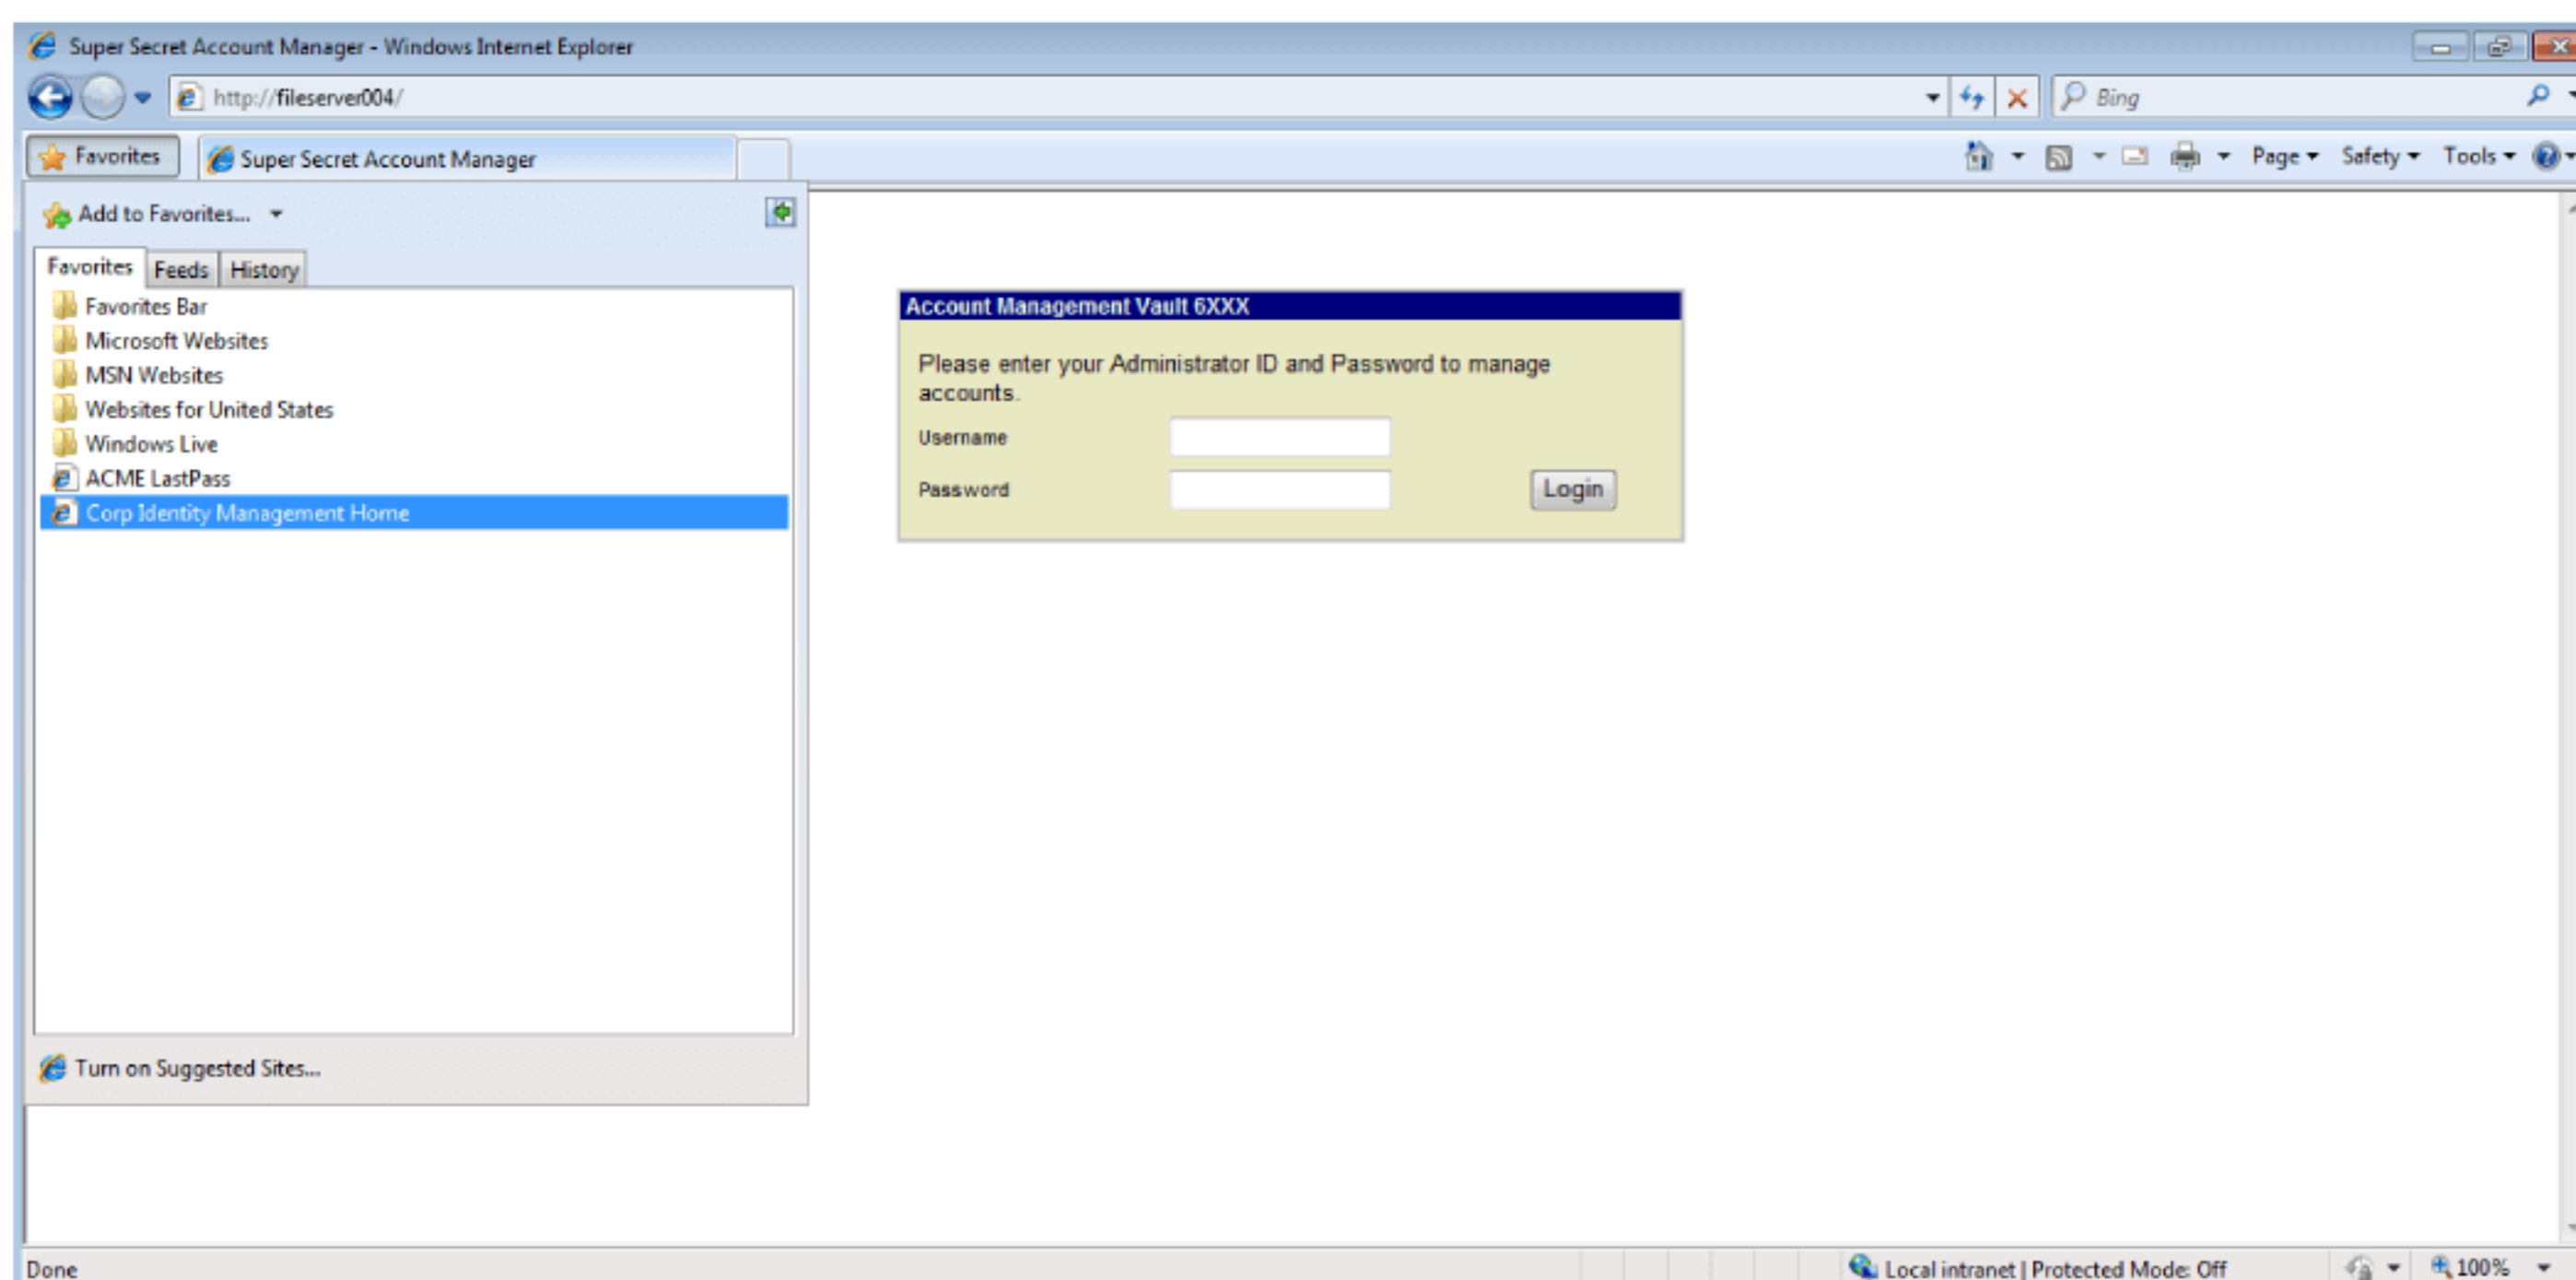 Super Secret Account Manager - Windows Internet Explorer
http://fileserver004/
Bing
Favorites
Super Secret Account Manager
Page
Safety
Tools
Add to Favorites...
Favorites
Feeds
History
Favorites Bar
Microsoft Websites
MSN Websites
Websites for United States
Windows Live
ACME LastPass
Corp Identity Management Home
Turn on Suggested Sites...
Account Management Vault 6XXX
Please enter your Administrator ID and Password to manage
accounts.
Username
Password
Login
Done
Local intranet | Protected Mode: Off
100%